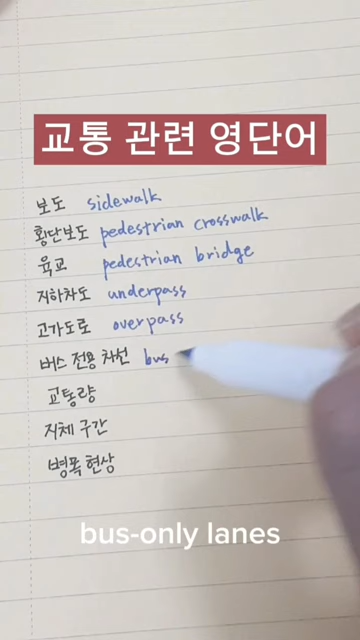 교통 관련 영단어
보도 sidewalk
횡단보도 pedestrian crosswalk
육교 pedestrian bridge
지하차도 underpass
고가도로 overpass
버스 전용 차선 bus
교통량
지체 구간
병목 현상
bus-only lanes